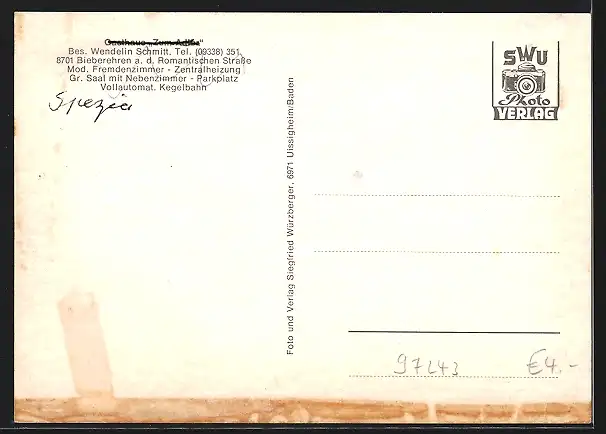 Gasthaus „Zum Adler“
Bes. Wendelin Schmitt. Tel. (09338) 351,
8701 Bieberehren a. d. Romantischen Straße
Mod. Fremdenzimmer - Zentralheizung
Gr. Saal mit Nebenzimmer - Parkplatz
Vollautomat. Kegelbahn
Spezia
Foto und Verlag Siegfried Würzberger, 6971 Uissigheim/Baden
SWU
Photo
VERLAG
97243
€4.-